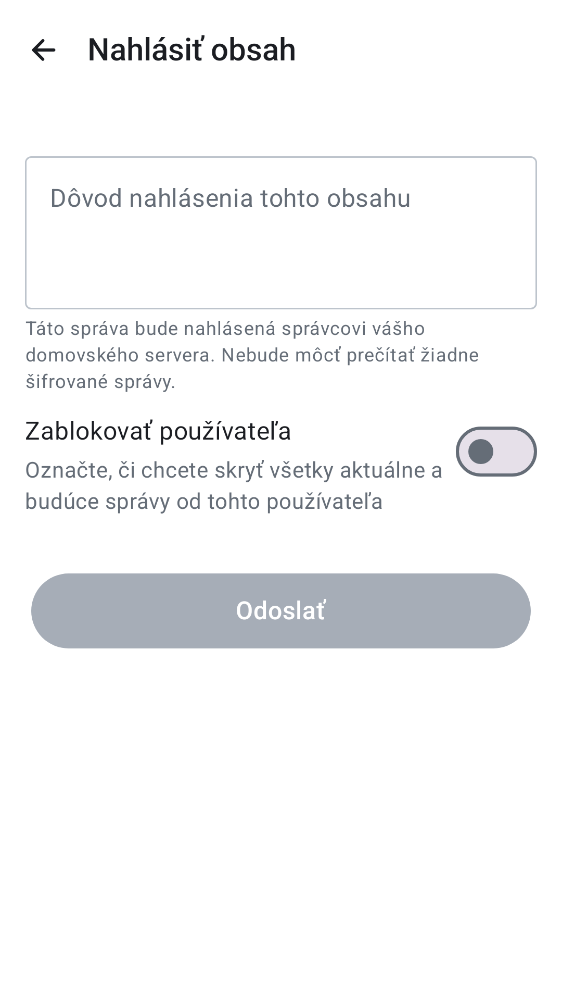 Nahlásiť obsah
Dôvod nahlásenia tohto obsahu
Táto správa bude nahlásená správcovi vášho
domovského servera. Nebude môcť prečítať žiadne
šifrované správy.
Zablokovať používateľa
Označte, či chcete skryť všetky aktuálne a
budúce správy od tohto používateľa
Odoslať